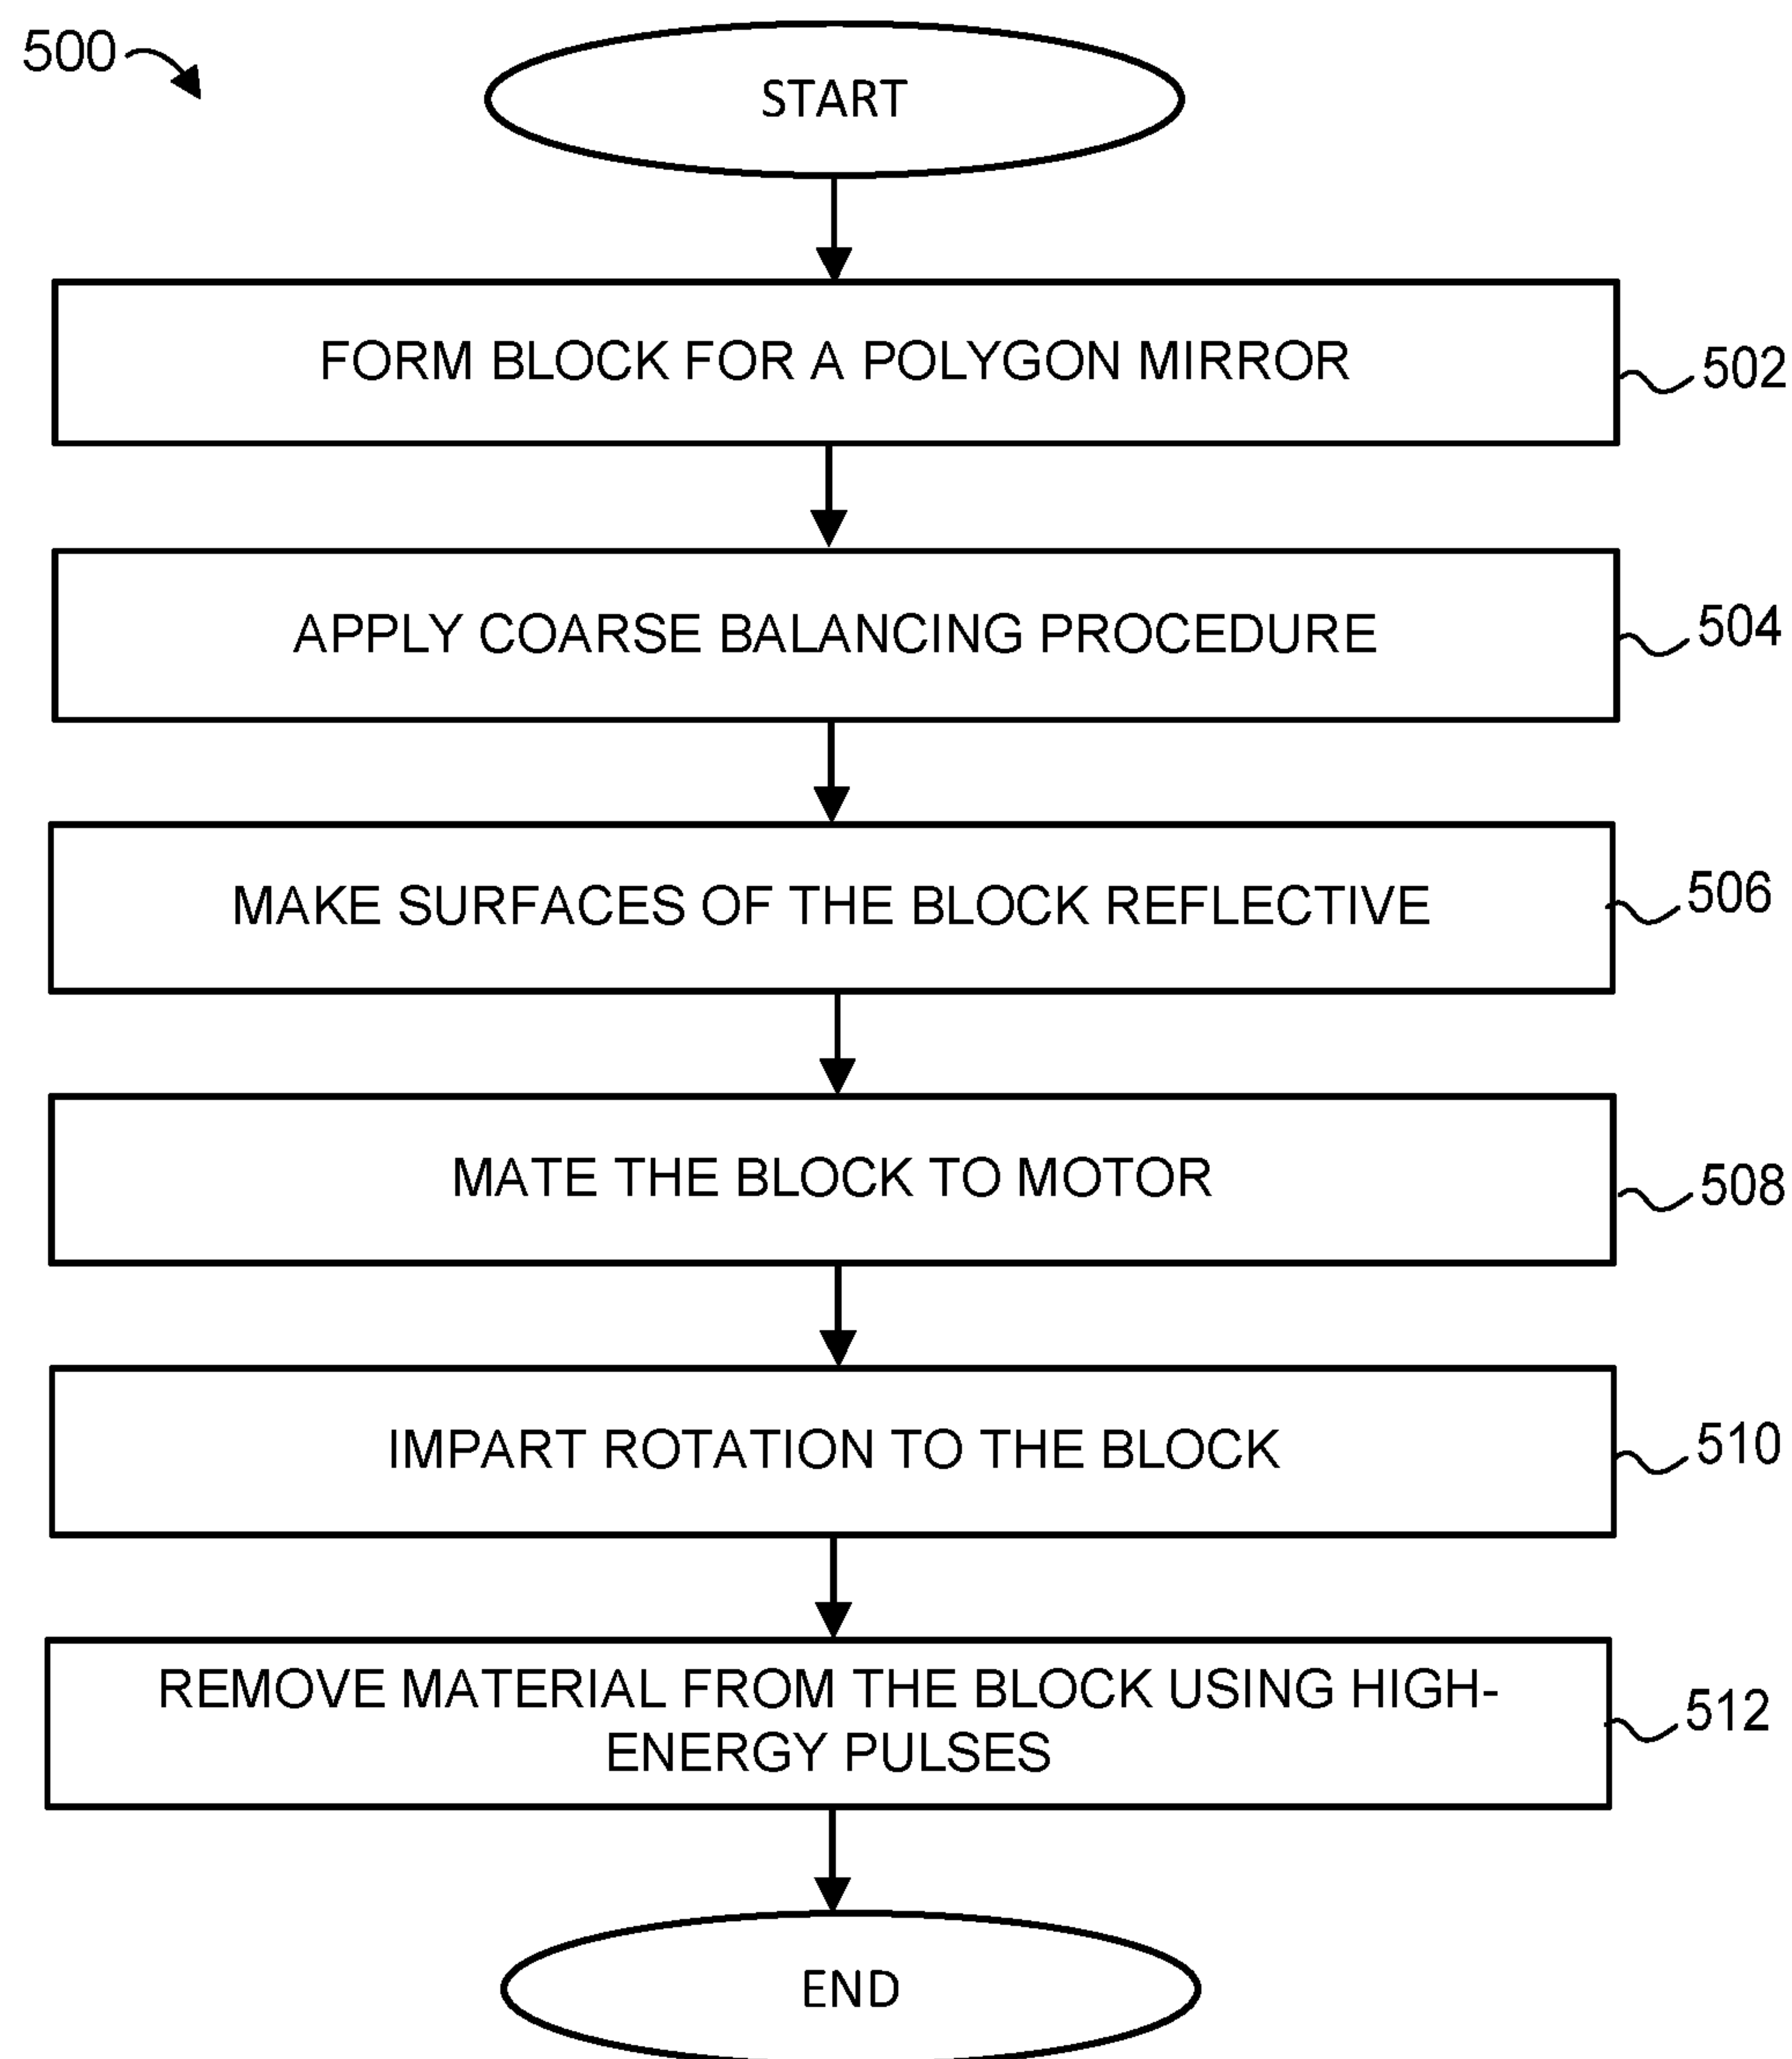 500
START
FORM BLOCK FOR A POLYGON MIRROR
502
APPLY COARSE BALANCING PROCEDURE
504
MAKE SURFACES OF THE BLOCK REFLECTIVE
506
MATE THE BLOCK TO MOTOR
508
IMPART ROTATION TO THE BLOCK
510
REMOVE MATERIAL FROM THE BLOCK USING HIGH-
ENERGY PULSES
512
END